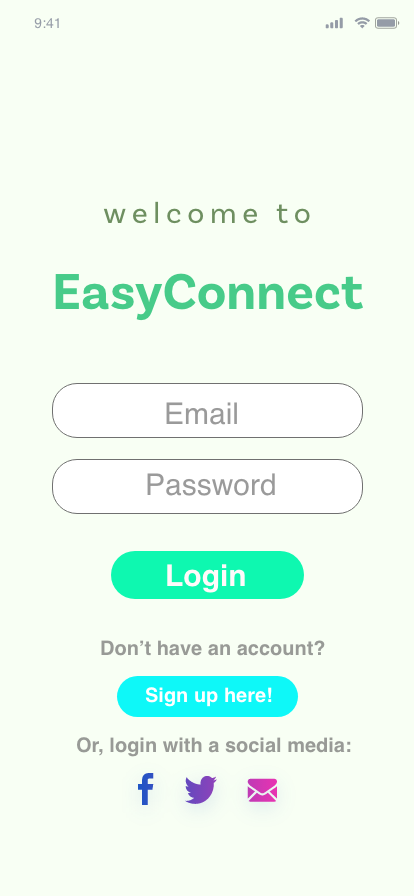 9:41
welcome to
EasyConnect
Email
Password
Login
Don’t have an account?
Sign up here!
Or, login with a social media: